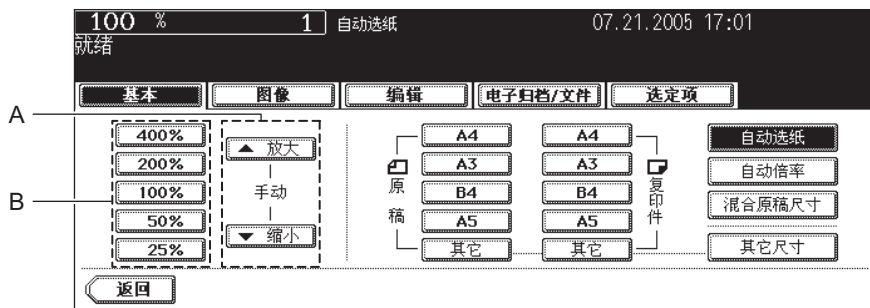 100 % 1 自动选纸 07.21.2005 17:01
就绪
基本 图像 编辑 电子归档/文件 选定项
A
B
400%
200%
100%
50%
25%
▲ 放大
手动
▼ 缩小
原稿
A4
A3
B4
A5
其它
A4
A3
B4
A5
其它
复印件
自动选纸
自动倍率
混合原稿尺寸
其它尺寸
返回